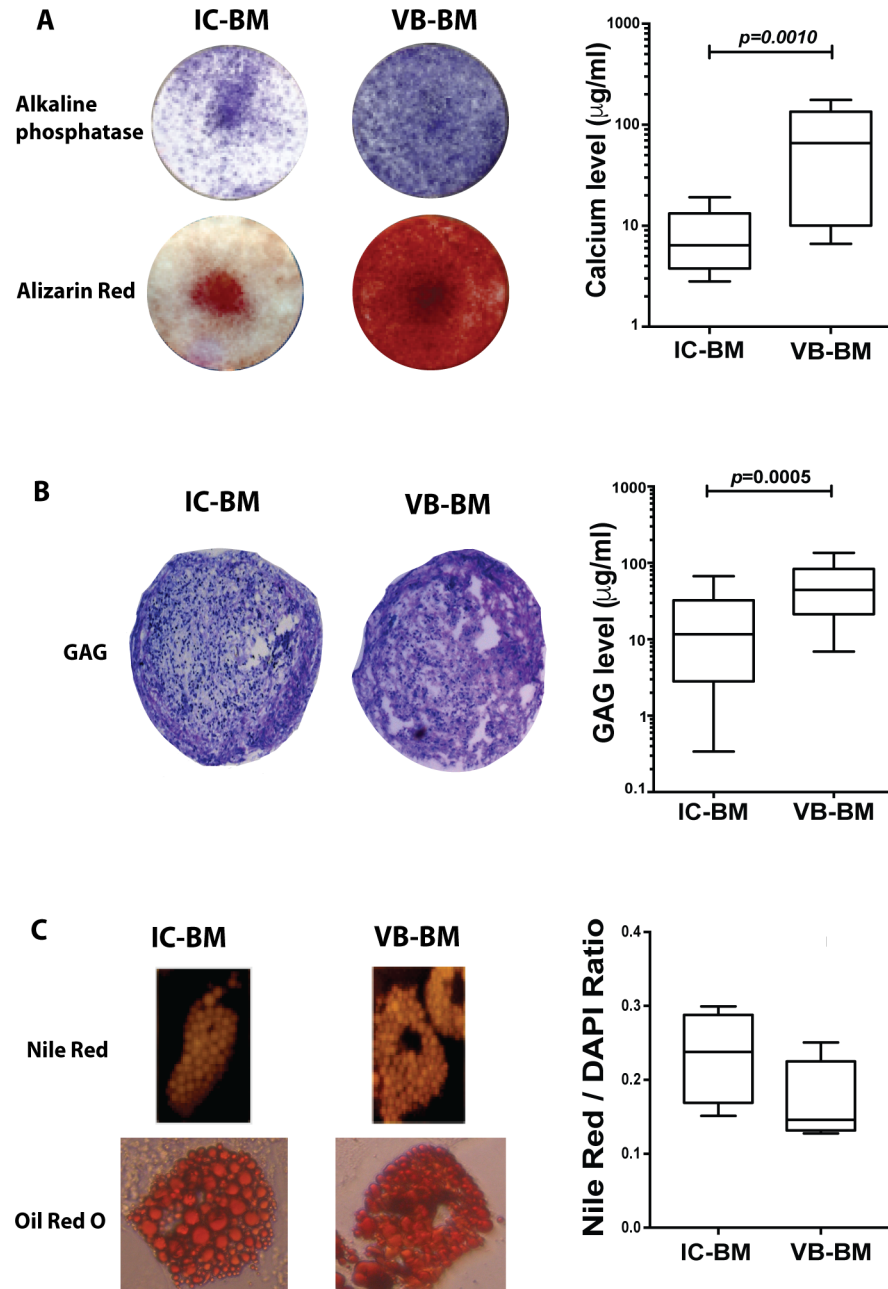 A
IC-BM
VB-BM
Alkaline
phosphatase
Alizarin Red
Calcium level (μg/ml)
1000
100
10
1
p=0.0010
IC-BM
VB-BM
B
IC-BM
VB-BM
GAG
GAG level (μg/ml)
1000
100
10
1
0.1
p=0.0005
IC-BM
VB-BM
C
IC-BM
VB-BM
Nile Red
Oil Red O
Nile Red / DAPI Ratio
0.4
0.3
0.2
0.1
0.0
IC-BM
VB-BM